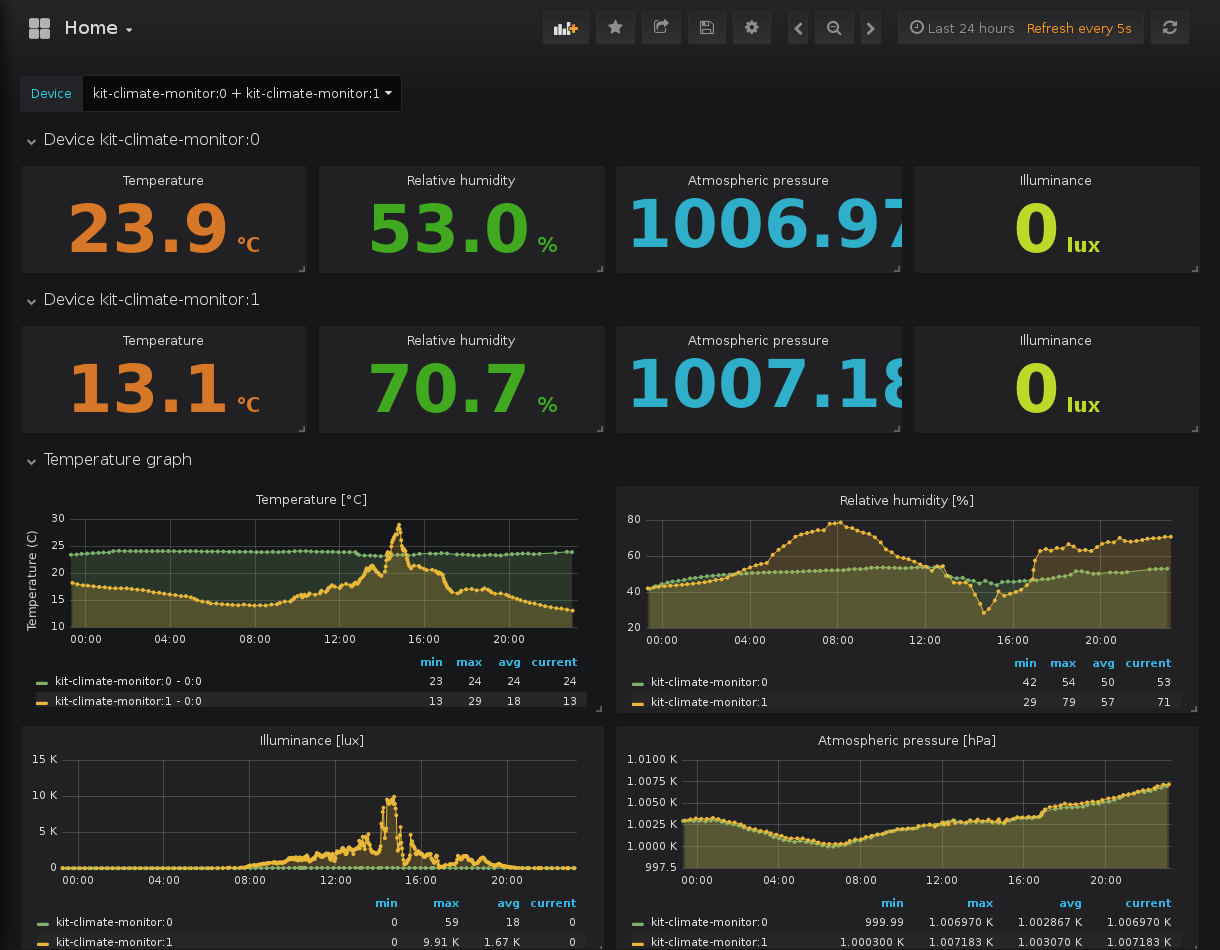 Home
Last 24 hours Refresh every 5s
Device kit-climate-monitor:0 + kit-climate-monitor:1
Device kit-climate-monitor:0
Temperature Relative humidity Atmospheric pressure Illuminance
23.9 °C 53.0 % 1006.97 0 lux
Device kit-climate-monitor:1
Temperature Relative humidity Atmospheric pressure Illuminance
13.1 °C 70.7 % 1007.18 0 lux
Temperature graph
Temperature [°C]
Temperature (C)
30
25
20
15
10
00:00 04:00 08:00 12:00 16:00 20:00
min max avg current
kit-climate-monitor:0 - 0:0 23 24 24 24
kit-climate-monitor:1 - 0:0 13 29 18 13
Relative humidity [%]
80
60
40
20
00:00 04:00 08:00 12:00 16:00 20:00
min max avg current
kit-climate-monitor:0 42 54 50 53
kit-climate-monitor:1 29 79 57 71
Illuminance [lux]
15 K
10 K
5 K
0
00:00 04:00 08:00 12:00 16:00 20:00
min max avg current
kit-climate-monitor:0 0 59 18 0
kit-climate-monitor:1 0 9.91 K 1.67 K 0
Atmospheric pressure [hPa]
1.0100 K
1.0075 K
1.0050 K
1.0025 K
1.0000 K
997.5
00:00 04:00 08:00 12:00 16:00 20:00
min max avg current
kit-climate-monitor:0 999.99 1.006970 K 1.002867 K 1.006970 K
kit-climate-monitor:1 1.000300 K 1.007183 K 1.003070 K 1.007183 K